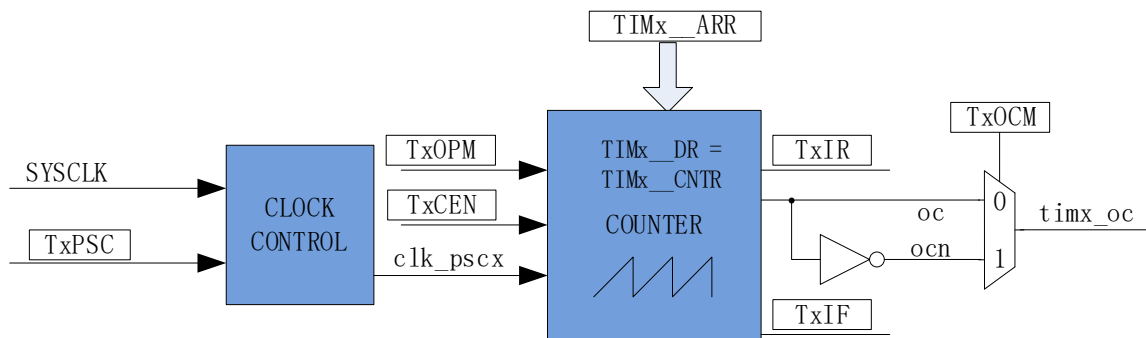 TIMx__ARR
TxOCM
TxOPM
TIMx__DR =
TIMx__CNTR
TxIR
SYSCLK
TxCEN
CLOCK
CONTROL
COUNTER
0
oc
timx_oc
TxPSC
clk_pscx
ocn
1
TxIF